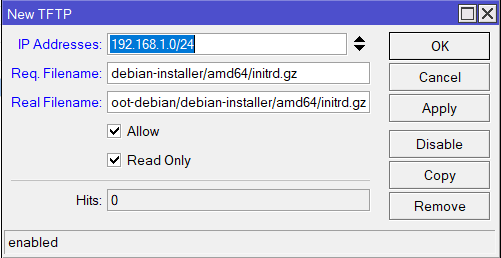 New TFTP
IP Addresses: 192.168.1.0/24
OK
Req. Filename: debian-installer/amd64/initrd.gz
Cancel
Real Filename: oot-debian/debian-installer/amd64/initrd.gz
Apply
Allow
Disable
Read Only
Copy
Hits: 0
Remove
enabled